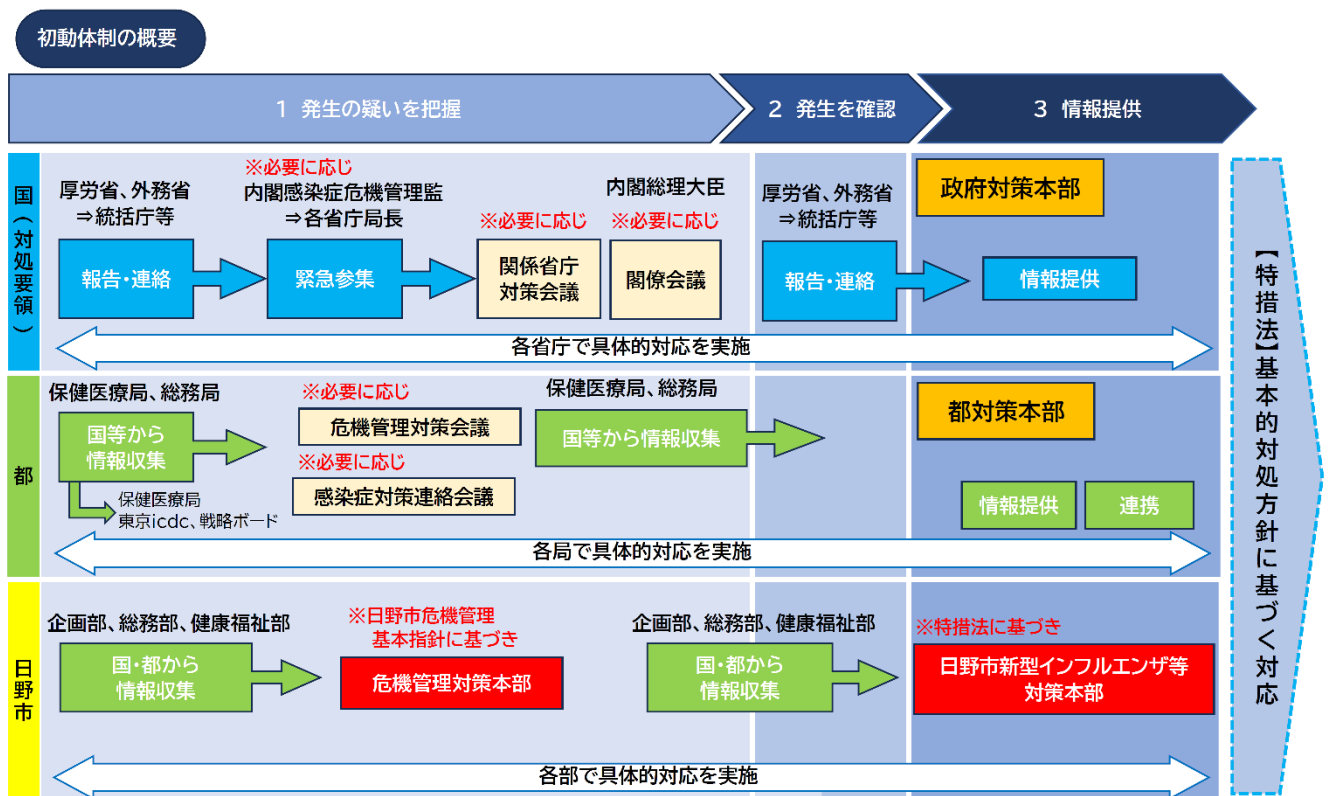 初動体制の概要
1 発生の疑いを把握
2 発生を確認
3 情報提供
国(対処要領)
厚労省、外務省
⇒統括庁等
報告・連絡
※必要に応じ
内閣感染症危機管理監
⇒各省庁局長
緊急参集
※必要に応じ
関係省庁
対策会議
内閣総理大臣
※必要に応じ
閣僚会議
厚労省、外務省
⇒統括庁等
報告・連絡
政府対策本部
情報提供
各省庁で具体的対応を実施
都
保健医療局、総務局
国等から
情報収集
保健医療局
東京icdc、戦略ボード
※必要に応じ
危機管理対策会議
※必要に応じ
感染症対策連絡会議
保健医療局、総務局
国等から情報収集
都対策本部
情報提供
連携
各局で具体的対応を実施
日野市
企画部、総務部、健康福祉部
国・都から
情報収集
※日野市危機管理
基本指針に基づき
危機管理対策本部
企画部、総務部、健康福祉部
国・都から
情報収集
※特措法に基づき
日野市新型インフルエンザ等
対策本部
各部で具体的対応を実施
【特措法】基本的対処方針に基づく対応